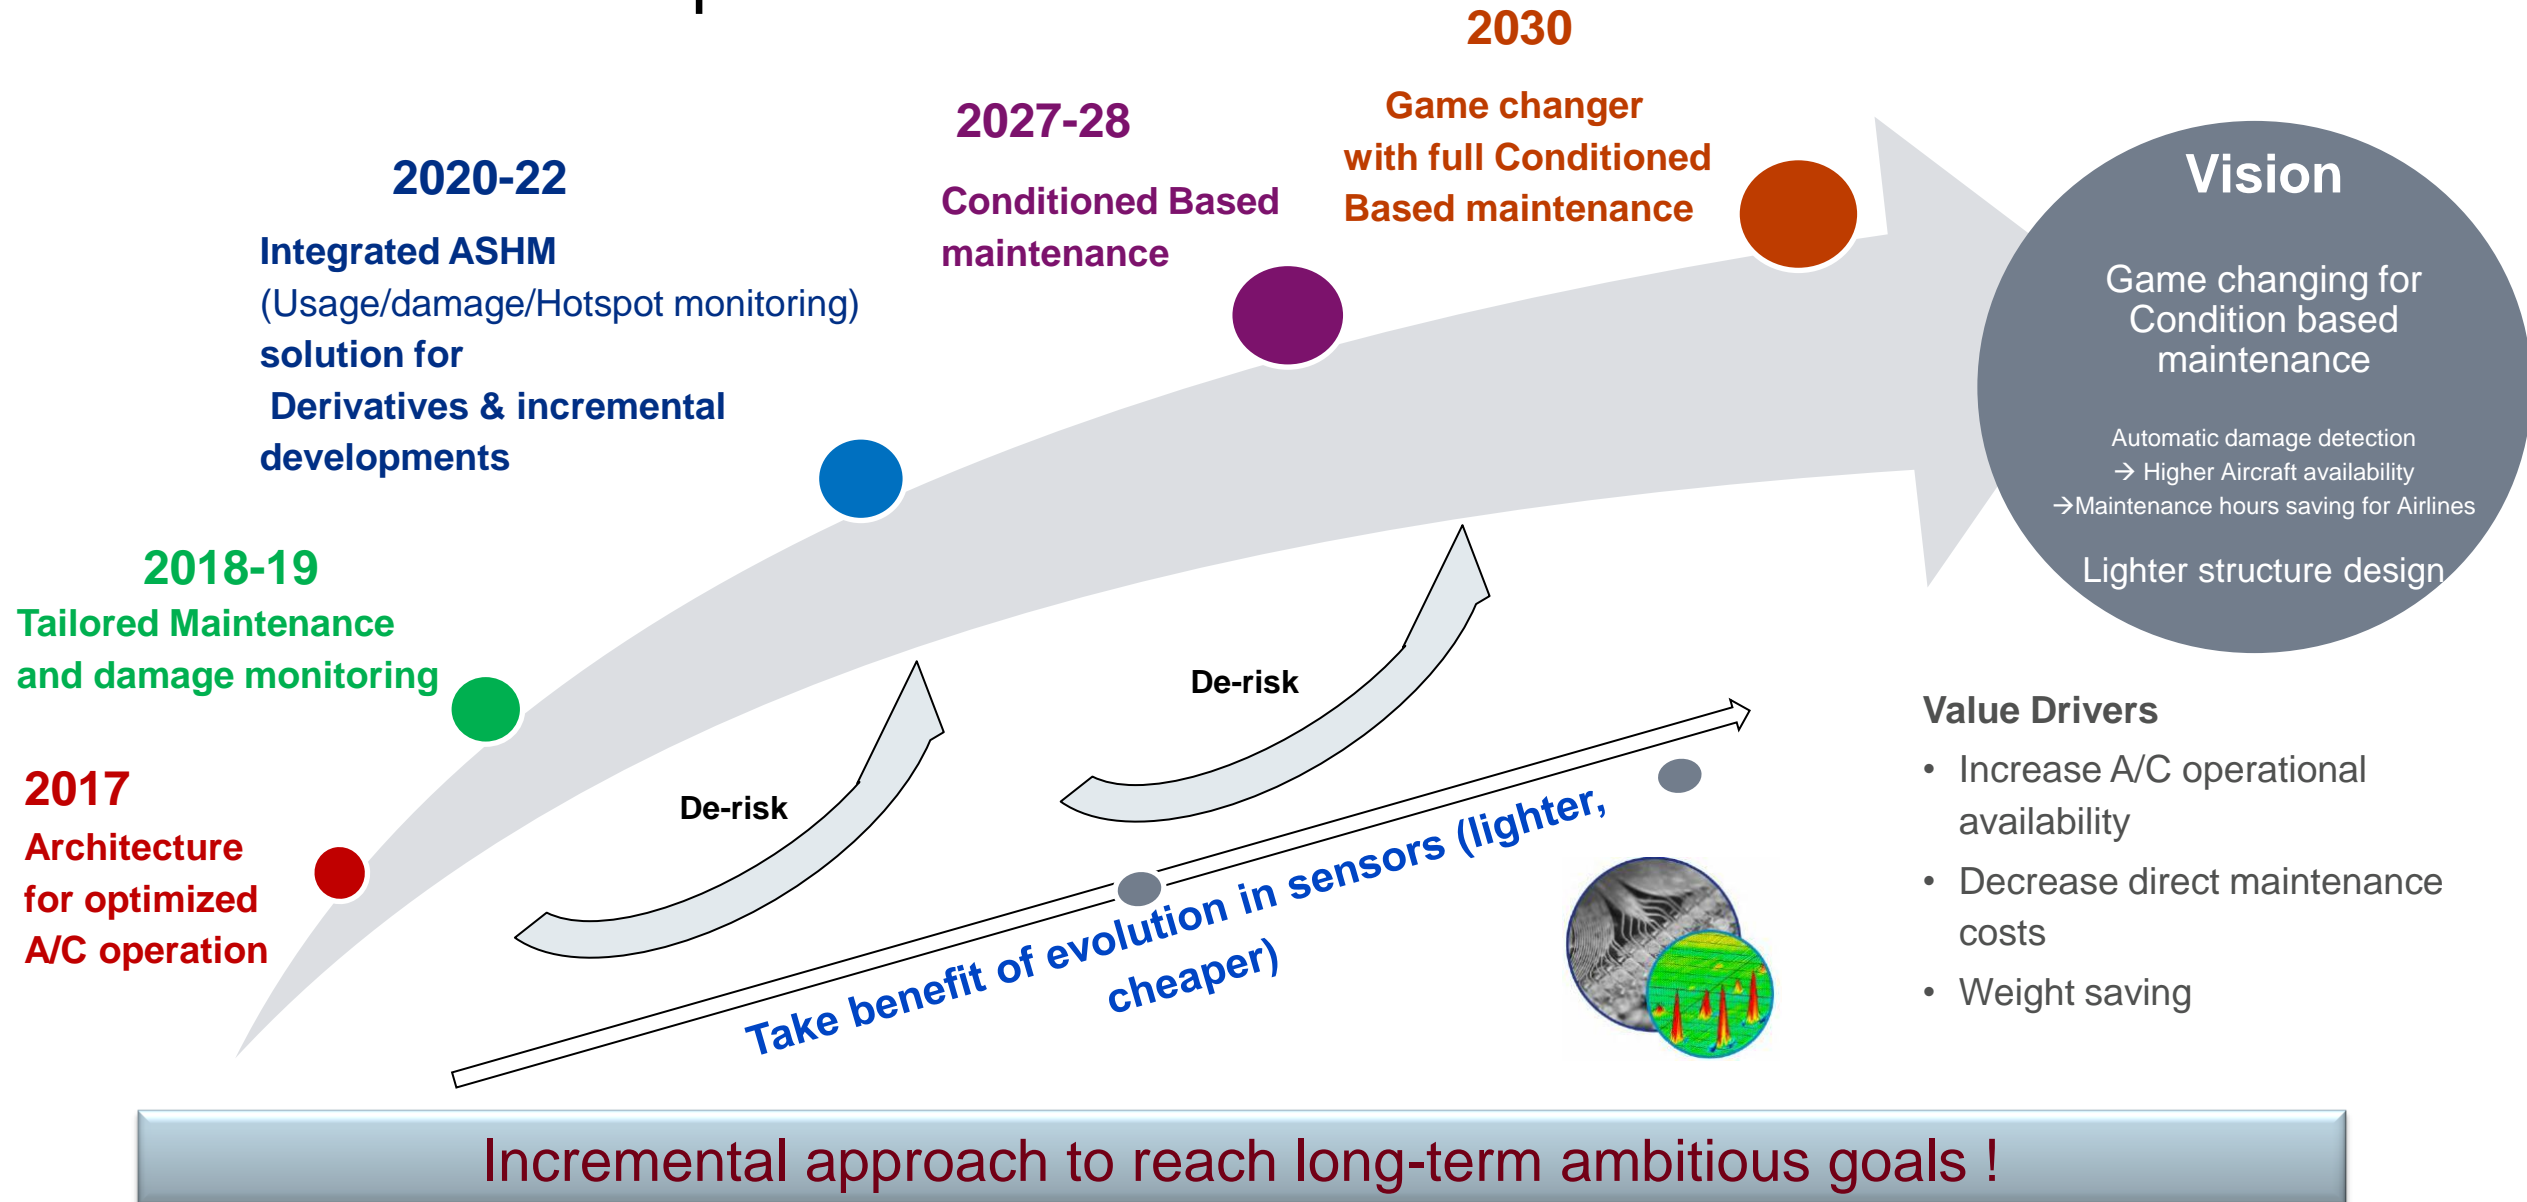 2030
Game changer
with full Conditioned
Based maintenance
2027-28
Conditioned Based
maintenance
2020-22
Integrated ASHM
(Usage/damage/Hotspot monitoring)
solution for
Derivatives & incremental
developments
2018-19
Tailored Maintenance
and damage monitoring
2017
Architecture
for optimized
A/C operation
Vision
Game changing for
Condition based
maintenance
Automatic damage detection
→ Higher Aircraft availability
→Maintenance hours saving for Airlines
Lighter structure design
De-risk
De-risk
Take benefit of evolution in sensors (lighter,
cheaper)
Value Drivers
• Increase A/C operational
availability
• Decrease direct maintenance
costs
• Weight saving
Incremental approach to reach long-term ambitious goals !